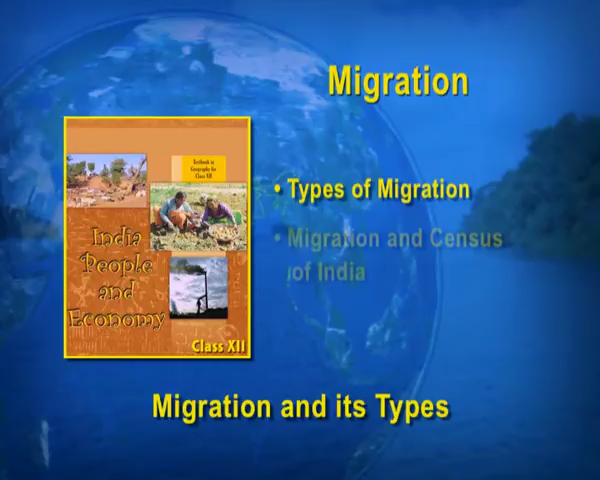 Migration
Textbook in
Geography for
Class XII
India
People
and
Economy
Class XII
• Types of Migration
• Migration and Census
of India
Migration and its Types